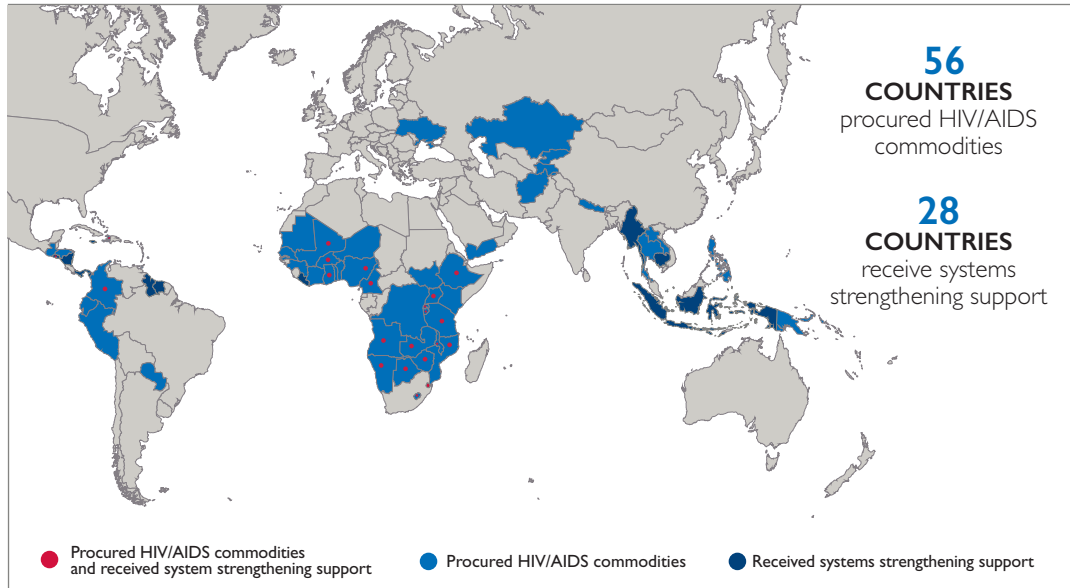 56
COUNTRIES
procured HIV/AIDS
commodities
28
COUNTRIES
receive systems
strengthening support
Procured HIV/AIDS commodities
and received system strengthening support
Procured HIV/AIDS commodities
Received systems strengthening support